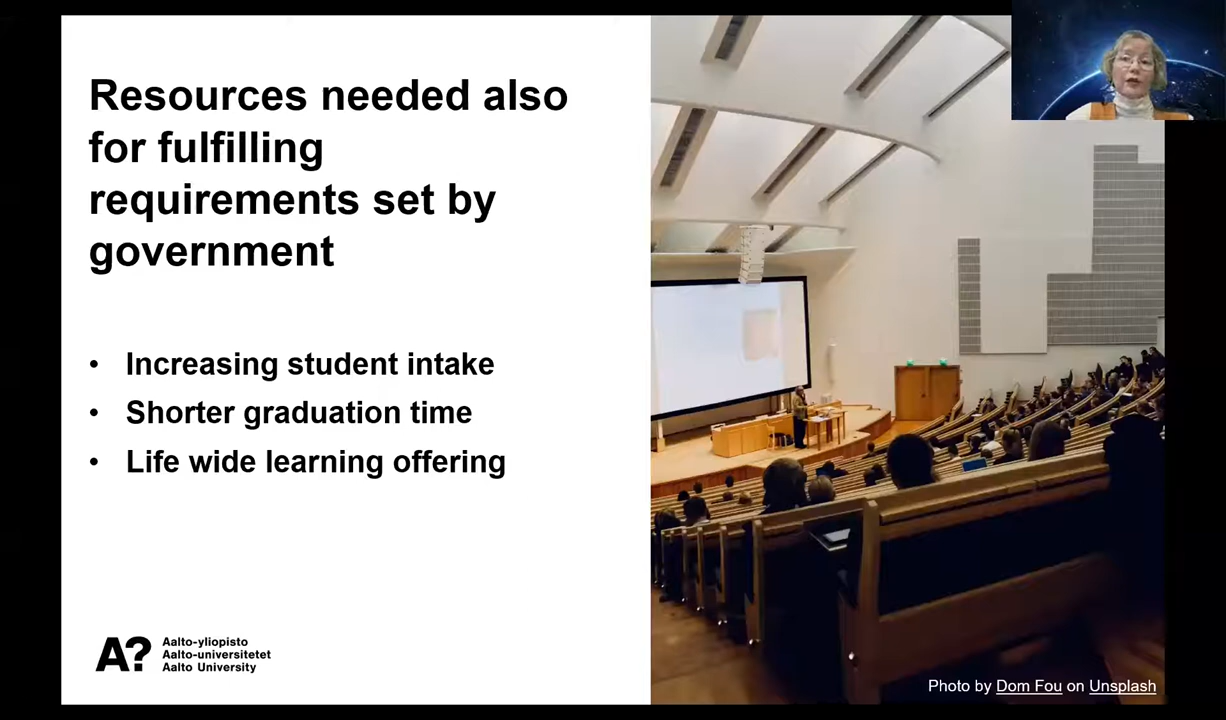 Resources needed also
for fulfilling
requirements set by
government
• Increasing student intake
• Shorter graduation time
• Life wide learning offering
A?
Aalto-yliopisto
Aalto-universitetet
Aalto University
Photo by Dom Fou on Unsplash